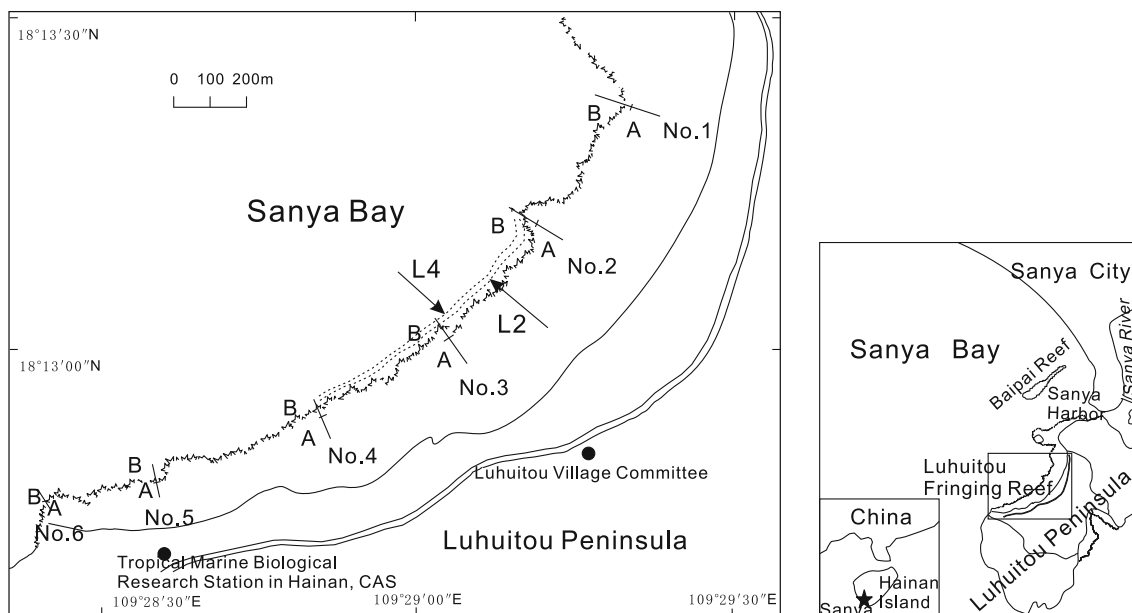 18°13′30″N
0 100 200m
B
A
No.1
Sanya Bay
B
A
No.2
L4
L2
B
A
No.3
18°13′00″N
B
A
No.4
Luhuitou Village Committee
B
A
No.5
B
A
No.6
Luhuitou Peninsula
Tropical Marine Biological
Research Station in Hainan, CAS
109°28′30″E
109°29′00″E
109°29′30″E
Sanya City
Sanya Bay
Sanya River
Baipai Reef
Sanya
Harbor
Luhuitou
Fringing Reef
Luhuitou Peninsula
China
Hainan
Island
Sanya